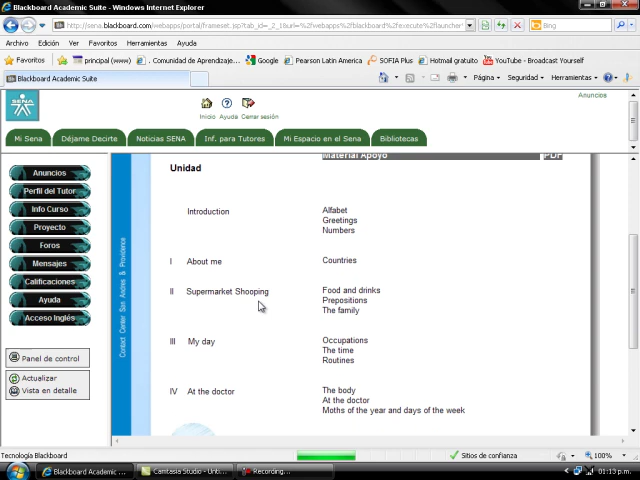 Blackboard Academic Suite - Windows Internet Explorer
http://sena.blackboard.com/webapps/portal/frameset.jsp?tab_id=_2_1&url=%2fwebapps%2fblackboard%2fexecute%2flauncher
Bing
Archivo Edición Ver Favoritos Herramientas Ayuda
Favoritos principal (www) . Comunidad de Aprendizaje... Google Pearson Latin America SOFIA Plus Hotmail gratuito YouTube - Broadcast Yourself
Blackboard Academic Suite
Página Seguridad Herramientas
SENA
Anuncios
Inicio Ayuda Cerrar sesión
Mi Sena Déjame Decirte Noticias SENA Inf. para Tutores Mi Espacio en el Sena Bibliotecas
Anuncios
Perfil del Tutor
Info Curso
Proyecto
Foros
Mensajes
Calificaciones
Ayuda
Acceso Inglés
Panel de control
Actualizar
Vista en detalle
Contact Center San Andres & Providence
Material Apoyo PDF
Unidad
Introduction Alfabet
Greetings
Numbers
I About me Countries
II Supermarket Shooping Food and drinks
Prepositions
The family
III My day Occupations
The time
Routines
IV At the doctor The body
At the doctor
Moths of the year and days of the week
Tecnología Blackboard Sitios de confianza 100%
Blackboard Academic ... Camtasia Studio - Unti... Recording... 01:13 p.m.